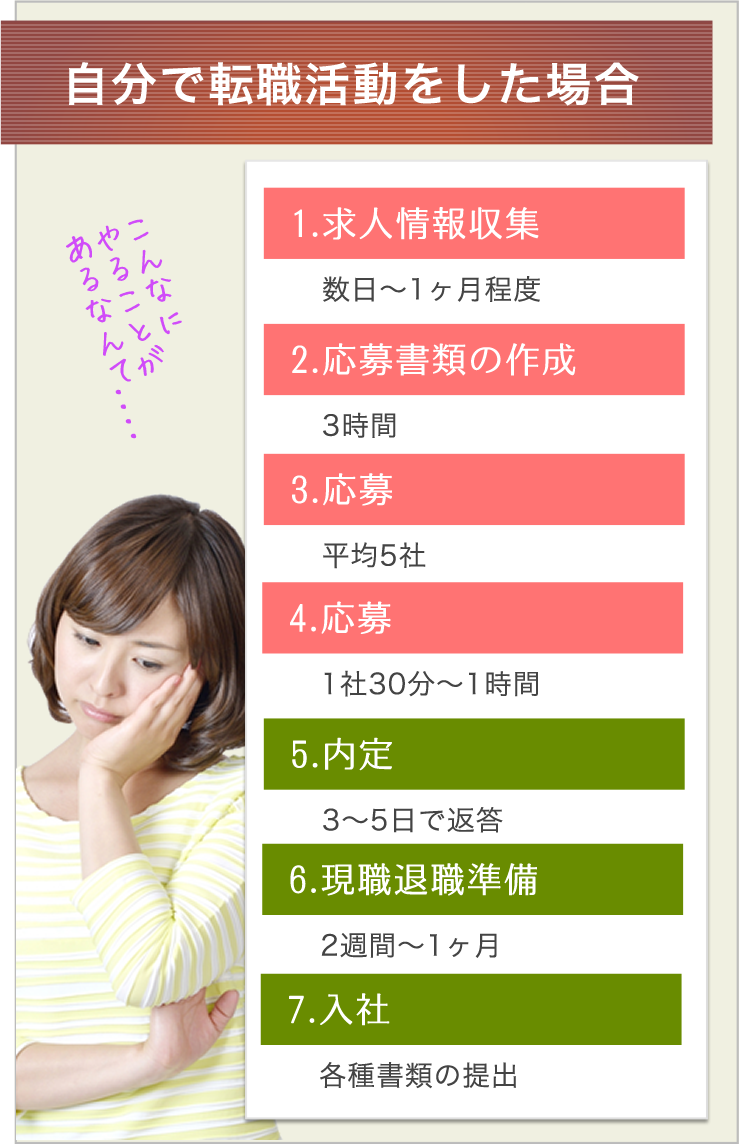 自分で転職活動をした場合
こんなに
やることが
あるなんて・・・・
1.求人情報収集
数日〜1ヶ月程度
2.応募書類の作成
3時間
3.応募
平均5社
4.応募
1社30分〜1時間
5.内定
3〜5日で返答
6.現職退職準備
2週間〜1ヶ月
7.入社
各種書類の提出